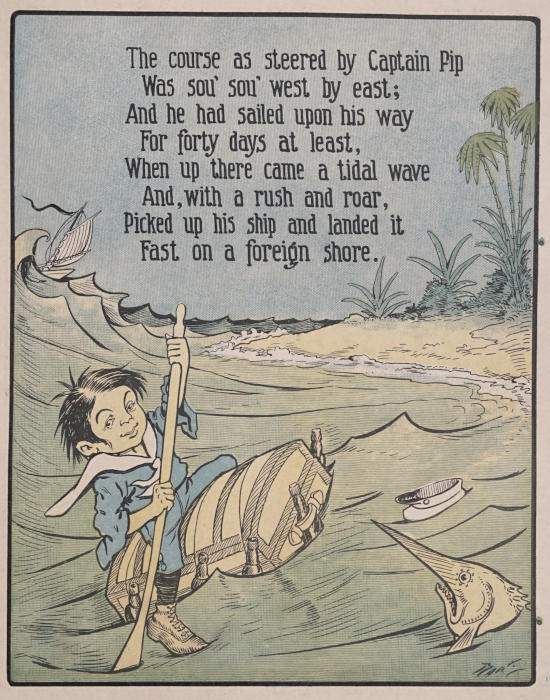 The course as steered by Captain Pip
Was sou' sou' west by east;
And he had sailed upon his way
For forty days at least,
When up there came a tidal wave
And, with a rush and roar,
Picked up his ship and landed it
Fast on a foreign shore.